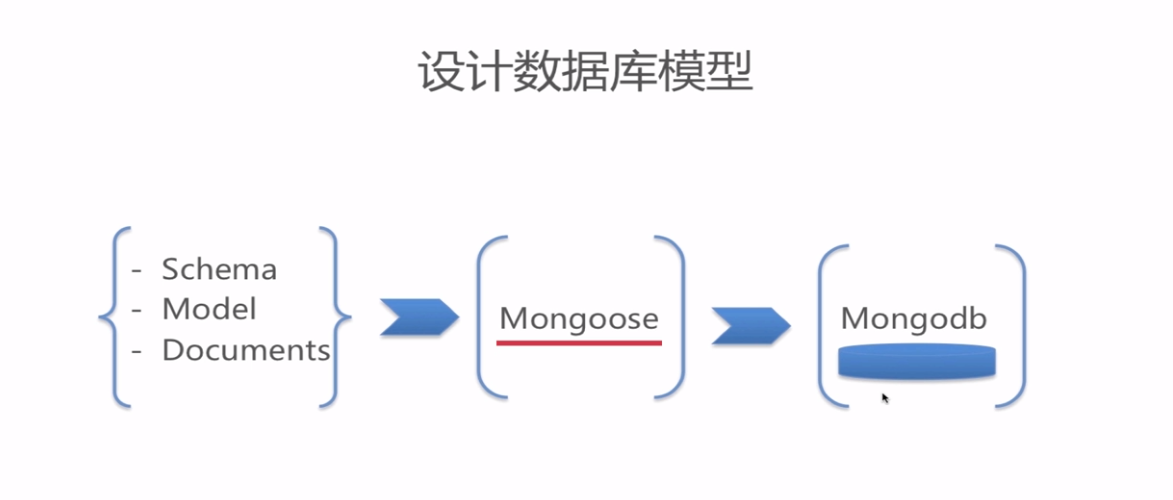 设计数据库模型
- Schema
- Model
- Documents
Mongoose
Mongodb